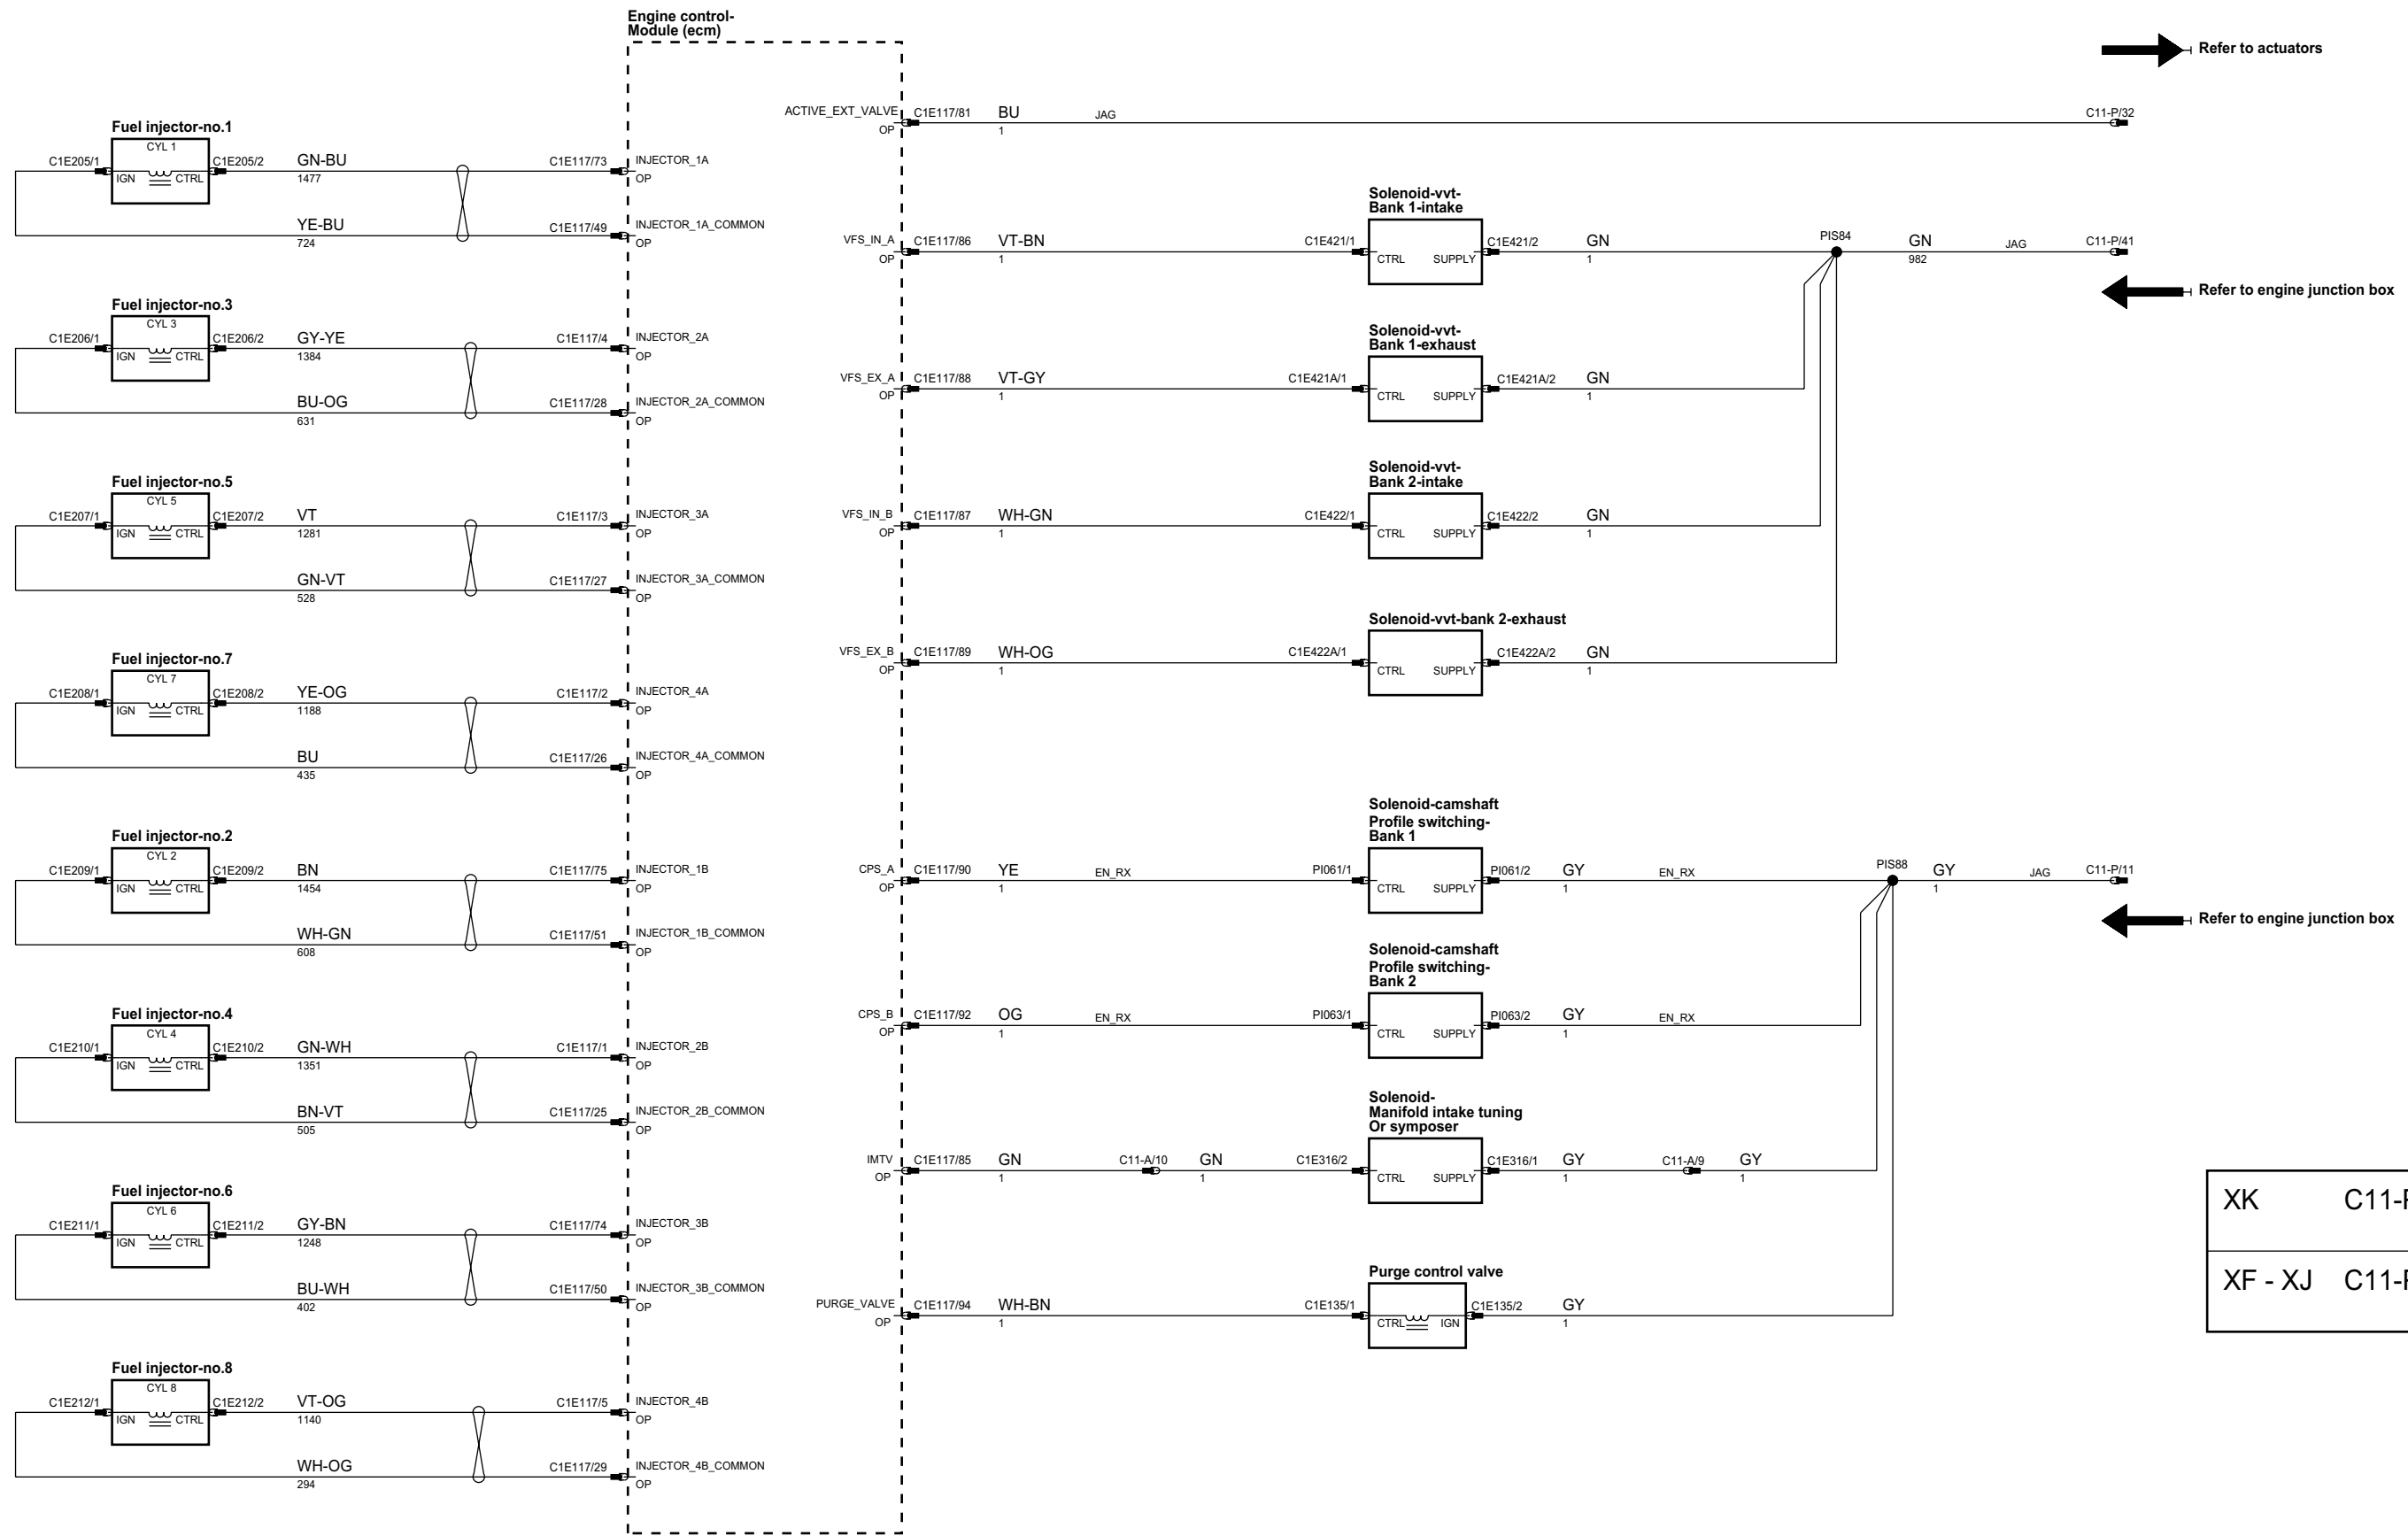 Engine control-
Module (ecm)
Refer to actuators
ACTIVE_EXT_VALVE
OP
C1E117/81
BU
1
JAG
C11-P/32
Fuel injector-no.1
CYL 1
C1E205/1
IGN
CTRL
C1E205/2
GN-BU
1477
C1E117/73
INJECTOR_1A
OP
YE-BU
724
C1E117/49
INJECTOR_1A_COMMON
OP
Solenoid-vvt-
Bank 1-intake
VFS_IN_A
OP
C1E117/86
VT-BN
1
C1E421/1
CTRL
SUPPLY
C1E421/2
GN
1
PIS84
GN
982
JAG
C11-P/41
Refer to engine junction box
Fuel injector-no.3
CYL 3
C1E206/1
IGN
CTRL
C1E206/2
GY-YE
1384
C1E117/4
INJECTOR_2A
OP
BU-OG
631
C1E117/28
INJECTOR_2A_COMMON
OP
Solenoid-vvt-
Bank 1-exhaust
VFS_EX_A
OP
C1E117/88
VT-GY
1
C1E421A/1
CTRL
SUPPLY
C1E421A/2
GN
1
Fuel injector-no.5
CYL 5
C1E207/1
IGN
CTRL
C1E207/2
VT
1281
C1E117/3
INJECTOR_3A
OP
GN-VT
528
C1E117/27
INJECTOR_3A_COMMON
OP
Solenoid-vvt-
Bank 2-intake
VFS_IN_B
OP
C1E117/87
WH-GN
1
C1E422/1
CTRL
SUPPLY
C1E422/2
GN
1
Fuel injector-no.7
CYL 7
C1E208/1
IGN
CTRL
C1E208/2
YE-OG
1188
C1E117/2
INJECTOR_4A
OP
BU
435
C1E117/26
INJECTOR_4A_COMMON
OP
Solenoid-vvt-bank 2-exhaust
VFS_EX_B
OP
C1E117/89
WH-OG
1
C1E422A/1
CTRL
SUPPLY
C1E422A/2
GN
1
Fuel injector-no.2
CYL 2
C1E209/1
IGN
CTRL
C1E209/2
BN
1454
C1E117/75
INJECTOR_1B
OP
WH-GN
608
C1E117/51
INJECTOR_1B_COMMON
OP
Solenoid-camshaft
Profile switching-
Bank 1
CPS_A
OP
C1E117/90
YE
1
EN_RX
PI061/1
CTRL
SUPPLY
PI061/2
GY
1
EN_RX
PIS88
GY
1
JAG
C11-P/11
Refer to engine junction box
Fuel injector-no.4
CYL 4
C1E210/1
IGN
CTRL
C1E210/2
GN-WH
1351
C1E117/1
INJECTOR_2B
OP
BN-VT
505
C1E117/25
INJECTOR_2B_COMMON
OP
Solenoid-camshaft
Profile switching-
Bank 2
CPS_B
OP
C1E117/92
OG
1
EN_RX
PI063/1
CTRL
SUPPLY
PI063/2
GY
1
EN_RX
Solenoid-
Manifold intake tuning
Or symposer
IMTV
OP
C1E117/85
GN
1
C11-A/10
GN
1
C1E316/2
CTRL
SUPPLY
C1E316/1
GY
1
C11-A/9
GY
1
Fuel injector-no.6
CYL 6
C1E211/1
IGN
CTRL
C1E211/2
GY-BN
1248
C1E117/74
INJECTOR_3B
OP
BU-WH
402
C1E117/50
INJECTOR_3B_COMMON
OP
Purge control valve
PURGE_VALVE
OP
C1E117/94
WH-BN
1
C1E135/1
CTRL
IGN
C1E135/2
GY
1
Fuel injector-no.8
CYL 8
C1E212/1
IGN
CTRL
C1E212/2
VT-OG
1140
C1E117/5
INJECTOR_4B
OP
WH-OG
294
C1E117/29
INJECTOR_4B_COMMON
OP
XK
XF - XJ